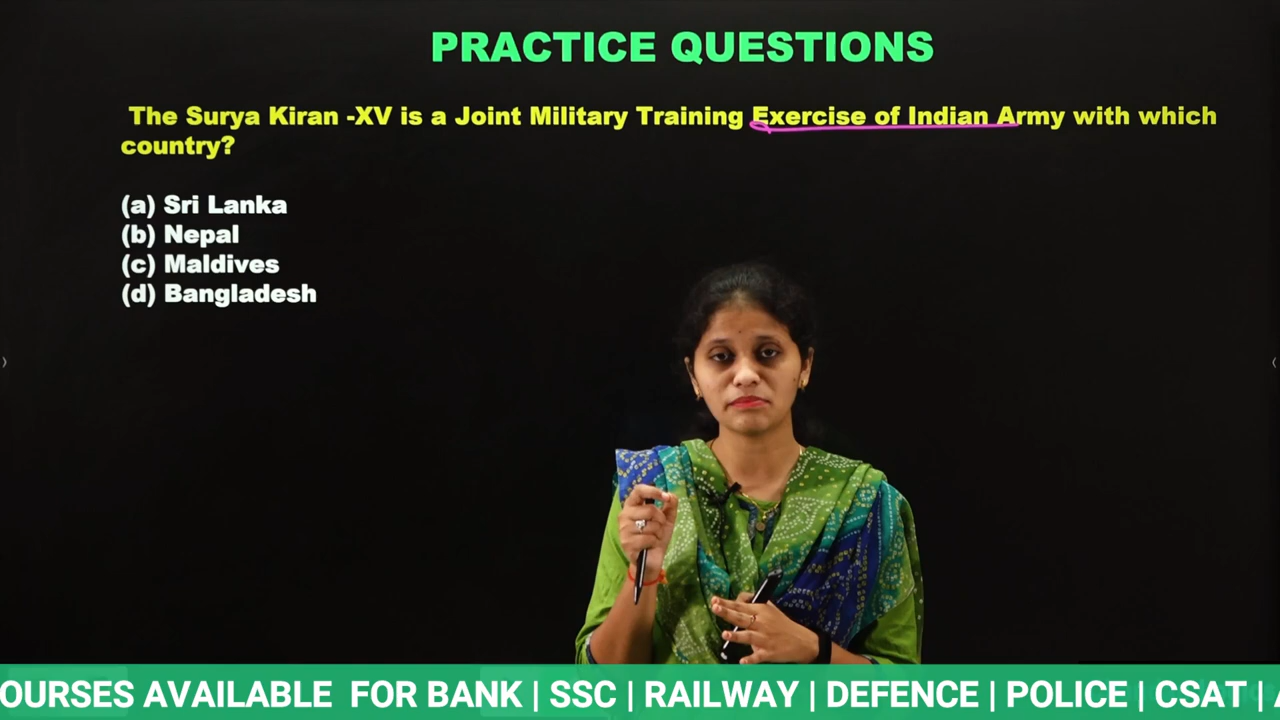 PRACTICE QUESTIONS
The Surya Kiran -XV is a Joint Military Training Exercise of Indian Army with which
country?
(a) Sri Lanka
(b) Nepal
(c) Maldives
(d) Bangladesh
OURSES AVAILABLE FOR BANK | SSC | RAILWAY | DEFENCE | POLICE | CSAT |